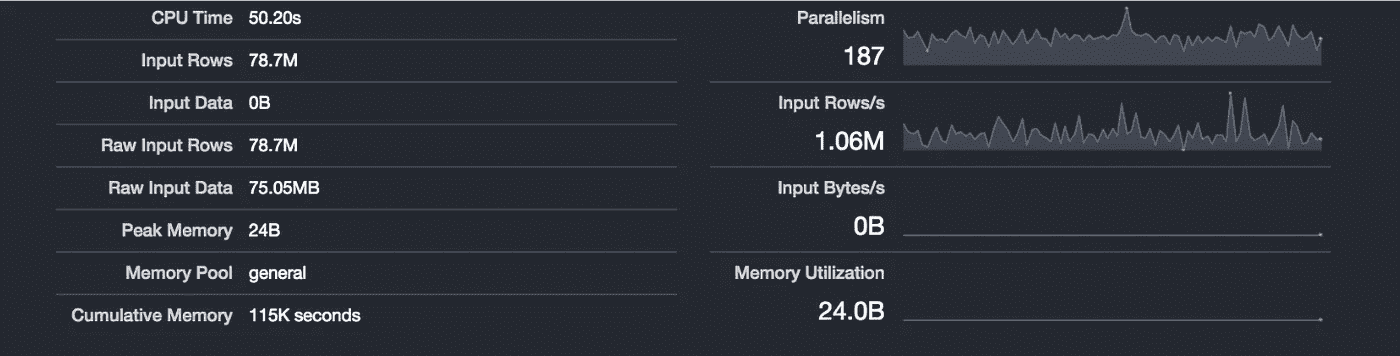 CPU Time 50.20s
Input Rows 78.7M
Input Data 0B
Raw Input Rows 78.7M
Raw Input Data 75.05MB
Peak Memory 24B
Memory Pool general
Cumulative Memory 115K seconds
Parallelism
187
Input Rows/s
1.06M
Input Bytes/s
0B
Memory Utilization
24.0B